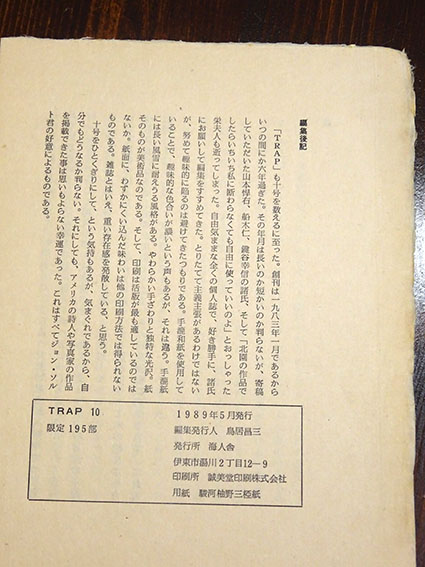 編集後記
「TRAP」も十号を数えるに至った。創刊は一九八三年一月であるから
いつの間にか六年過ぎた。その年月は長いのか短かいのか判らないが、寄稿
していただいた山本悍右、船木仁、鍵谷幸信の諸氏、そして「北園の作品で
したらいちいち私に断わらなくても自由に使っていいのよ」とおっしゃった
栄夫人も逝ってしまった。自由気ままな全くの個人誌で、好き勝手に、諸氏
にお願いして編集をすすめてきた。とりたてて主義主張があるわけではない
が、努めて趣味的に陥るのは避けてきたつもりである。手漉和紙を使用して
いることで、趣味的な色合いが濃いという声もあるが、それは違う。手漉紙
には長い風雪に耐えうる風格がある。やわらかい手ざわりと独特な光沢。紙
そのものが美術品なのである。そして、印刷は活版が最も適しているのでは
ないか。紙面に、わずかにくい込んだ味わいは他の印刷方法では得られない
ものである。雑誌とはいえ、重い存在感を発散している、と思う。
十号をひとくぎりにして、という気持もあるが、気まぐれであるから、自
分でもどうなるか判らない。それにしても、アメリカの詩人や写真家の作品
を掲載できた事は思いもよらない幸運であった。これはすべてジョン・ソル
ト君の好意によるものである。
TRAP 10
限定195部
1989年5月発行
編集発行人 鳥居昌三
発行所 海人舎
伊東市湯川2丁目12-9
印刷所 誠美堂印刷株式会社
用紙 駿河柚野三椏紙